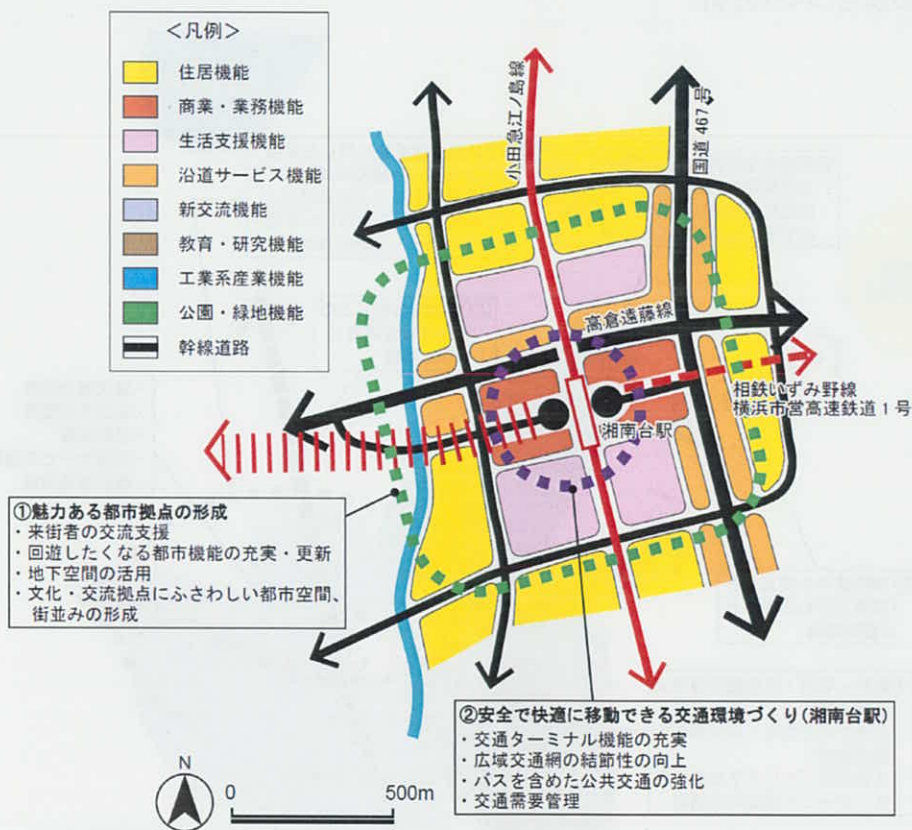 ＜凡例＞
住居機能
商業・業務機能
生活支援機能
沿道サービス機能
新交流機能
教育・研究機能
工業系産業機能
公園・緑地機能
幹線道路
小田急江ノ島線
国道 467号
高倉遠藤線
相鉄いずみ野線
横浜市営高速鉄道１号
湘南台駅
①魅力ある都市拠点の形成
・来街者の交流支援
・回遊したくなる都市機能の充実・更新
・地下空間の活用
・文化・交流拠点にふさわしい都市空間、
街並みの形成
②安全で快適に移動できる交通環境づくり(湘南台駅)
・交通ターミナル機能の充実
・広域交通網の結節性の向上
・バスを含めた公共交通の強化
・交通需要管理
N
0 500m